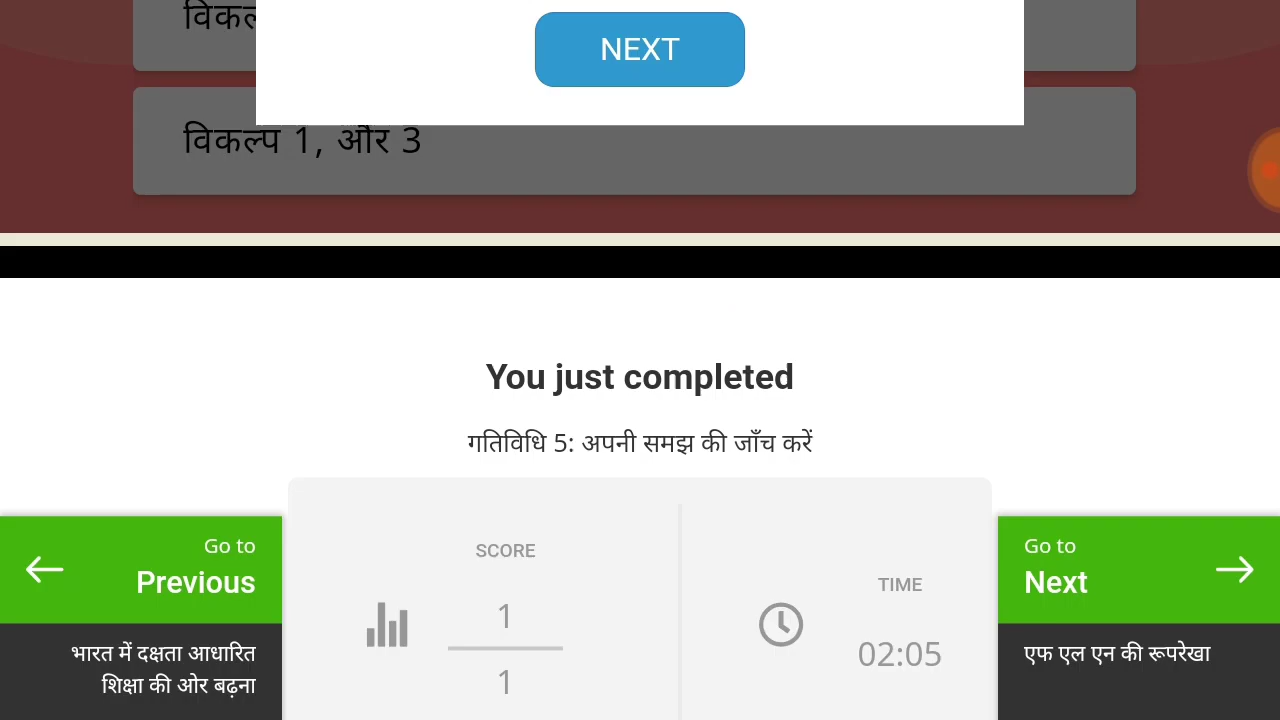 विकल्
NEXT
विकल्प 1, और 3
You just completed
गतिविधि 5: अपनी समझ की जाँच करें
SCORE
1
1
TIME
02:05
Go to
Previous
भारत में दक्षता आधारित
शिक्षा की ओर बढ़ना
Go to
Next
एफ एल एन की रूपरेखा